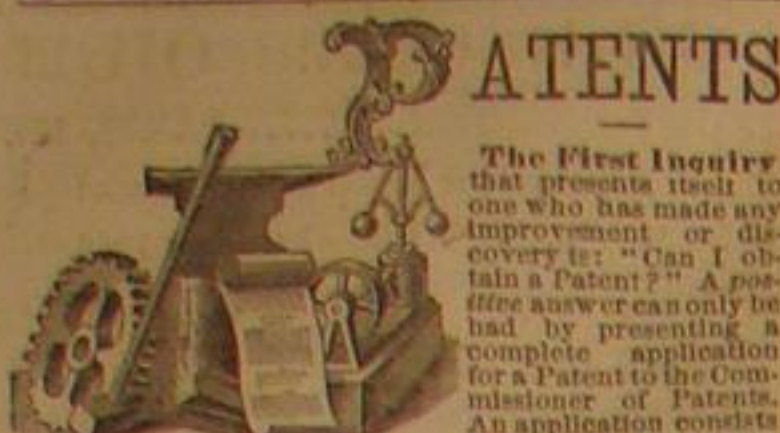 PATENTS
The First Inquiry
that presents itself to
one who has made any
improvement or dis-
covery is: "Can I ob-
tain a Patent?" A pos-
itive answer can only be
had by presenting a
complete application
for a Patent to the Com-
missioner of Patents.
An application consists